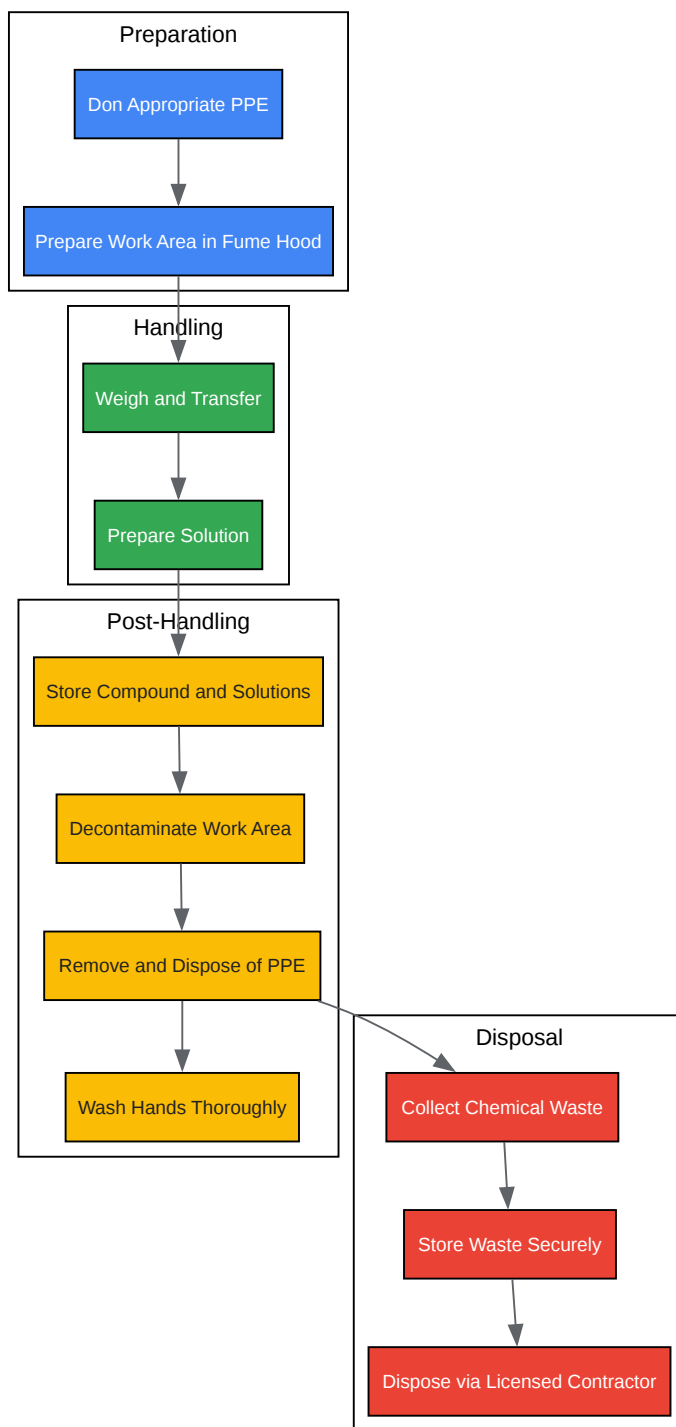 Preparation
Don Appropriate PPE
Prepare Work Area in Fume Hood
Handling
Weigh and Transfer
Prepare Solution
Post-Handling
Store Compound and Solutions
Decontaminate Work Area
Remove and Dispose of PPE
Wash Hands Thoroughly
Disposal
Collect Chemical Waste
Store Waste Securely
Dispose via Licensed Contractor